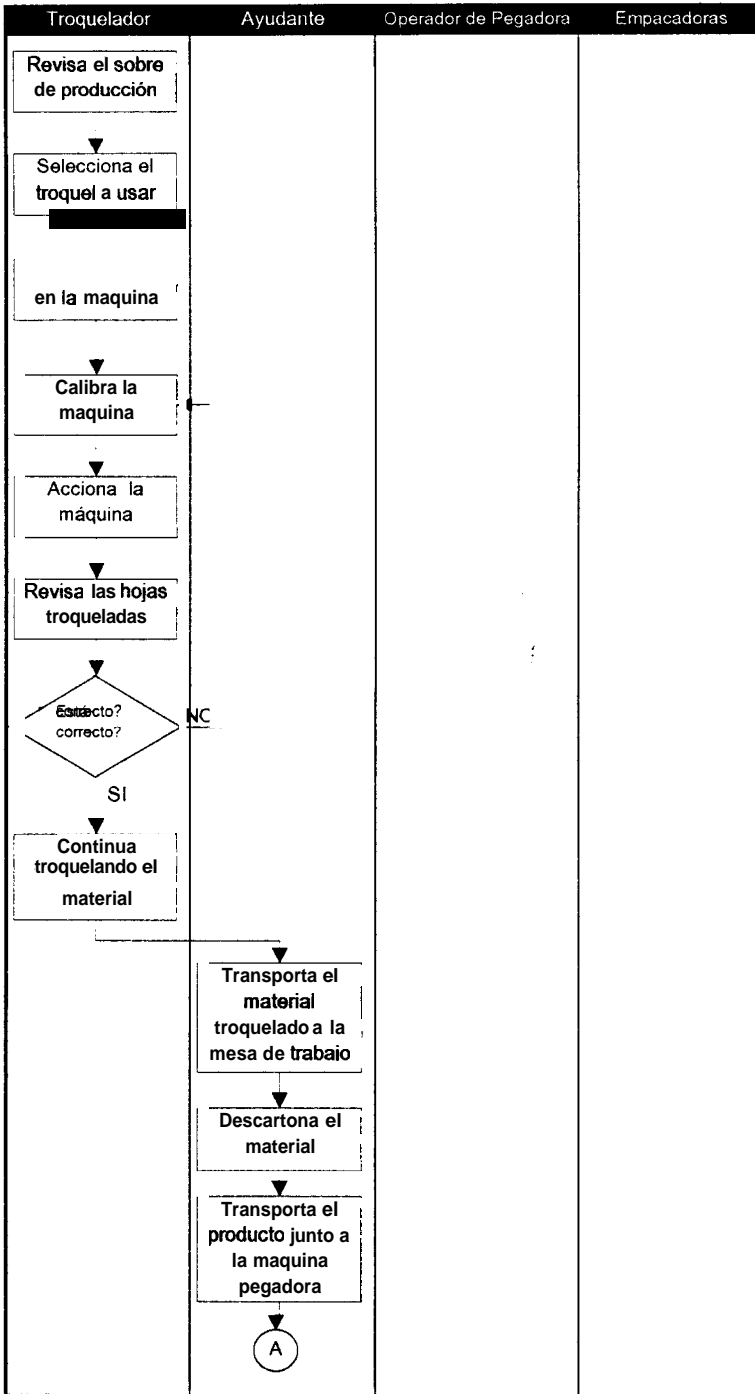 Troquelador
Ayudante
Operador de Pegadora
Empacadoras
Revisa el sobre
de producción
Selecciona el
troquel a usar
en la maquina
Calibra la
maquina
Acciona la
máquina
Revisa las hojas
troqueladas
correcto?
NC
SI
Continua
troquelando el
material
Transporta el
material
troquelado a la
mesa de trabaio
Descartona el
material
Transporta el
producto junto a
la maquina
pegadora
A